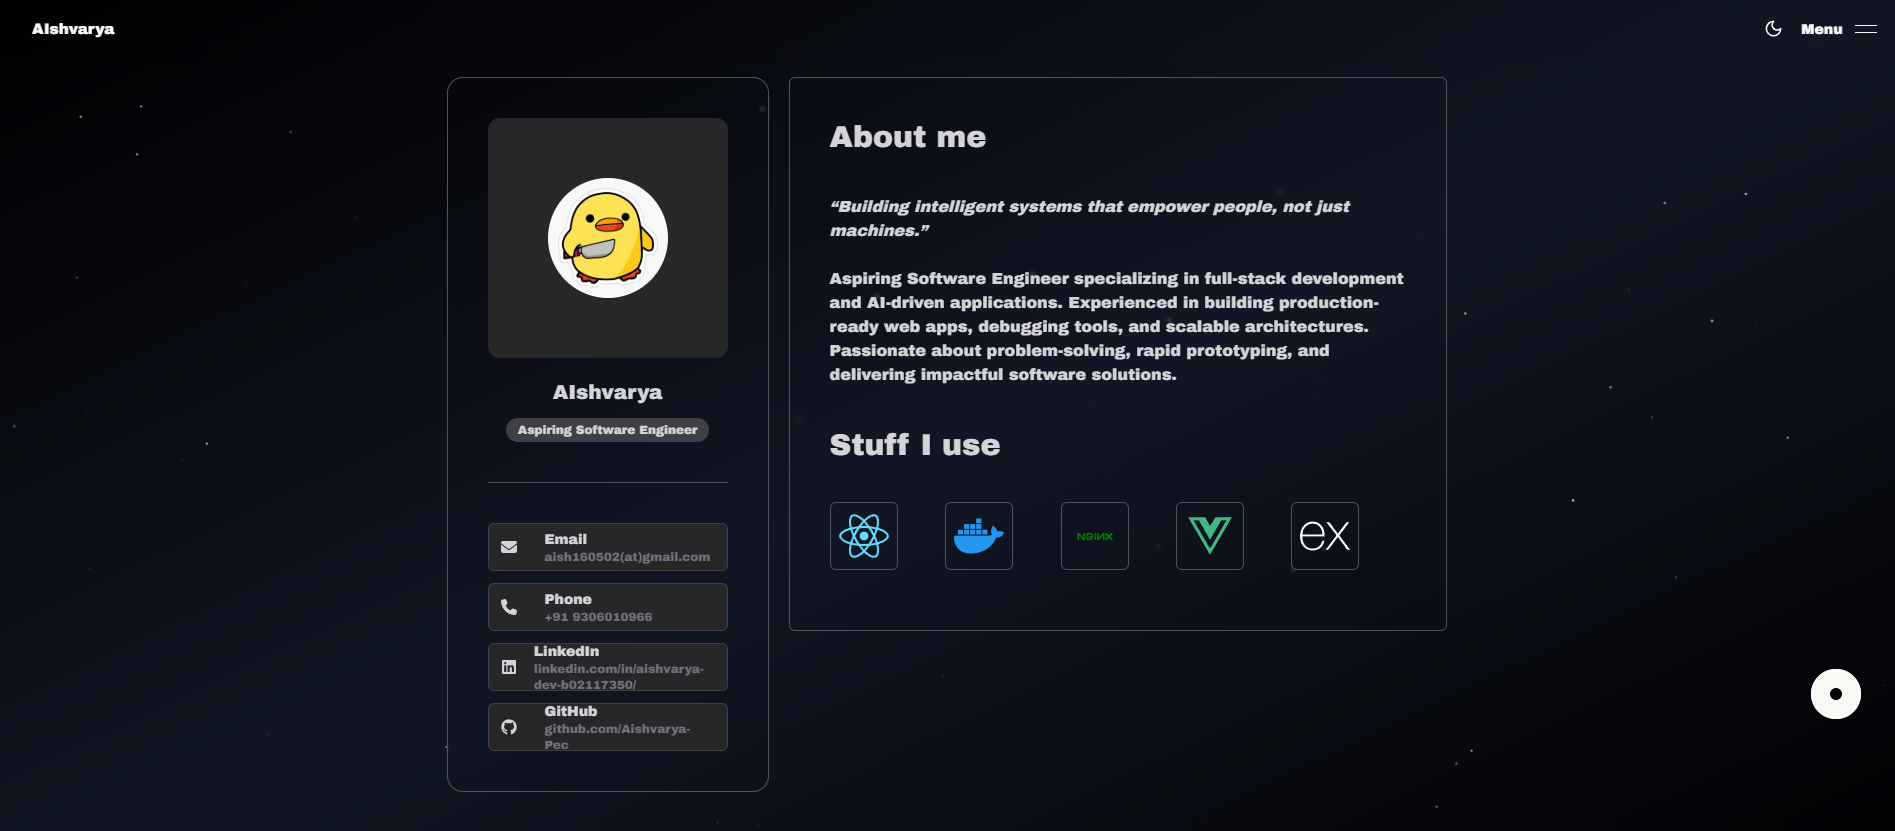 AIshvarya
Menu
AIshvarya
Aspiring Software Engineer
Email
aish160502(at)gmail.com
Phone
+91 9306010966
LinkedIn
linkedin.com/in/aishvarya-
dev-b02117350/
GitHub
github.com/Aishvarya-
Pec
About me
“Building intelligent systems that empower people, not just
machines.”
Aspiring Software Engineer specializing in full-stack development
and AI-driven applications. Experienced in building production-
ready web apps, debugging tools, and scalable architectures.
Passionate about problem-solving, rapid prototyping, and
delivering impactful software solutions.
Stuff I use
NGINX
ex